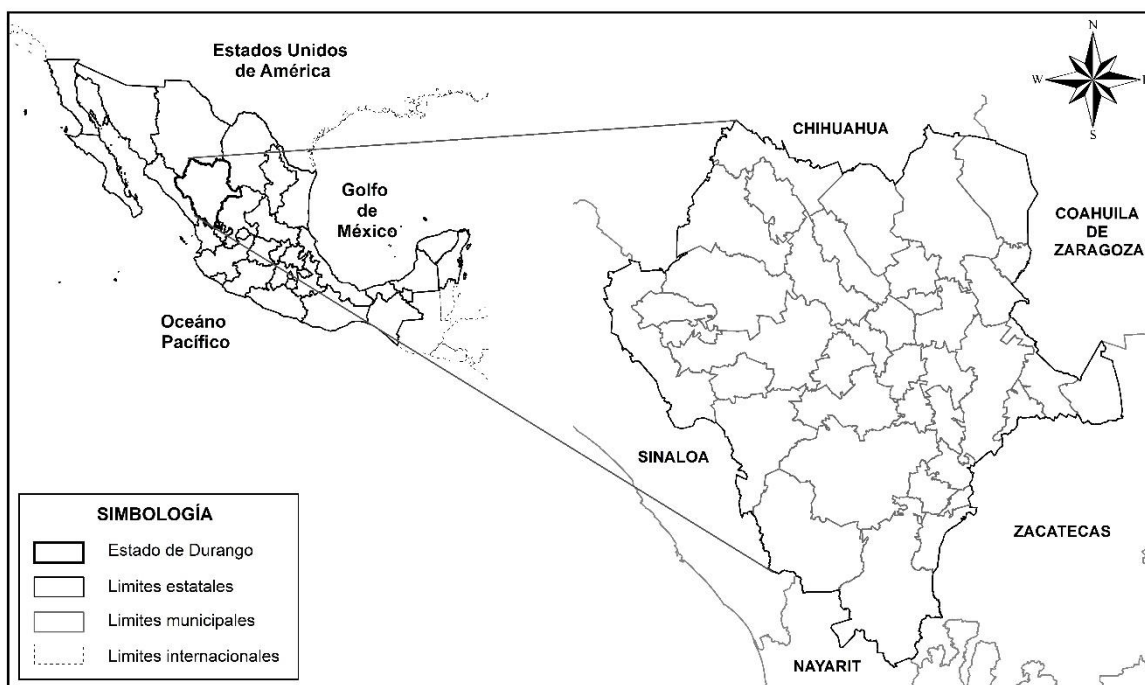 Estados Unidos
de América
Golfo
de
México
Oceáno
Pacífico
N
W
E
S
CHIHUAHUA
COAHUILA
DE
ZARAGOZA
SINALOA
ZACATECAS
NAYARIT
SIMBOLOGÍA
Estado de Durango
Limites estatales
Limites municipales
Limites internacionales